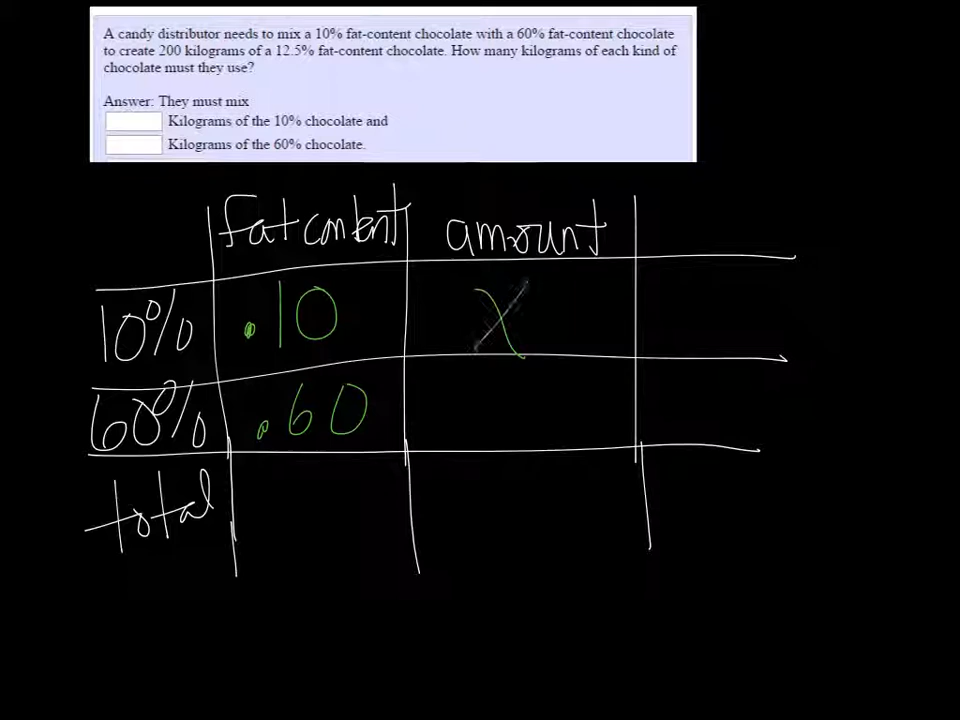 A candy distributor needs to mix a 10% fat-content chocolate with a 60% fat-content chocolate
to create 200 kilograms of a 12.5% fat-content chocolate. How many kilograms of each kind of
chocolate must they use?
Answer: They must mix
Kilograms of the 10% chocolate and
Kilograms of the 60% chocolate.
fat content amount
10% .10 x
60% .60
total